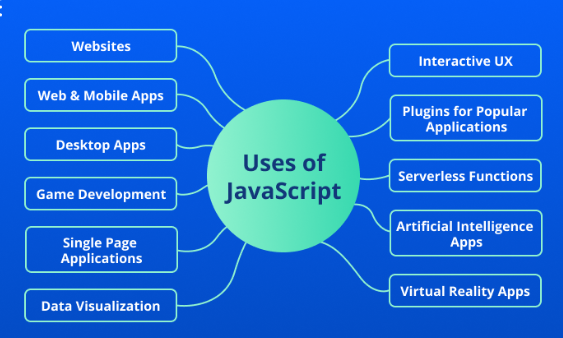 Websites
Web & Mobile Apps
Desktop Apps
Game Development
Single Page
Applications
Data Visualization
Uses of
JavaScript
Interactive UX
Plugins for Popular
Applications
Serverless Functions
Artificial Intelligence
Apps
Virtual Reality Apps